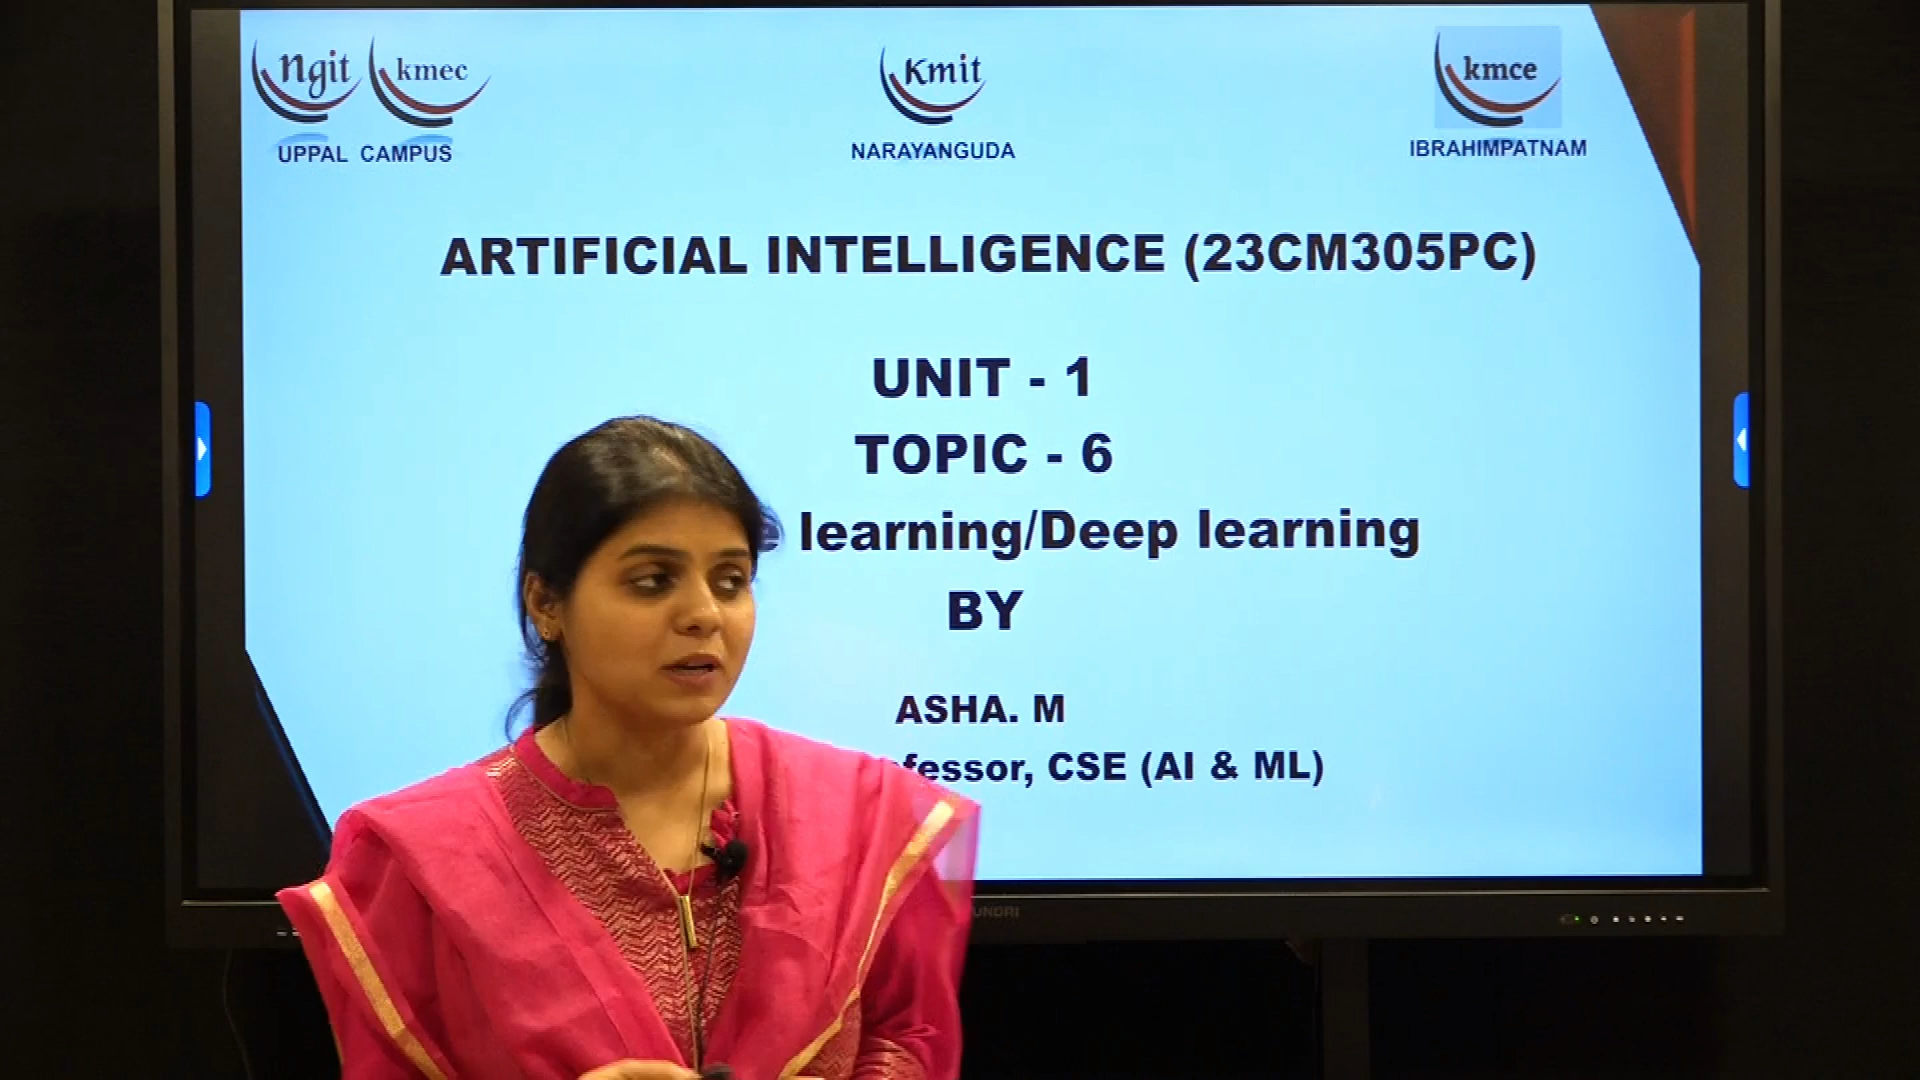 ngit kmec Kmit kmce
UPPAL CAMPUS NARAYANGUDA IBRAHIMPATNAM
ARTIFICIAL INTELLIGENCE (23CM305PC)
UNIT - 1
TOPIC - 6
learning/Deep learning
BY
ASHA. M
fessor, CSE (AI & ML)